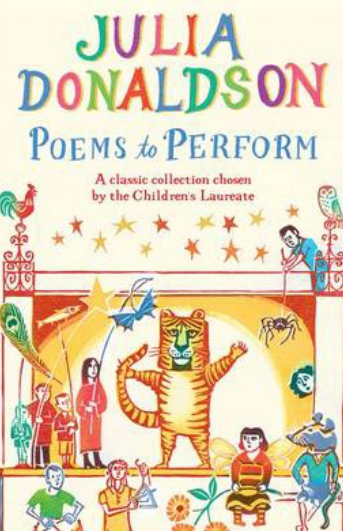 JULIA
DONALDSON
POEMS to PERFORM
A classic collection chosen
by the Children's Laureate